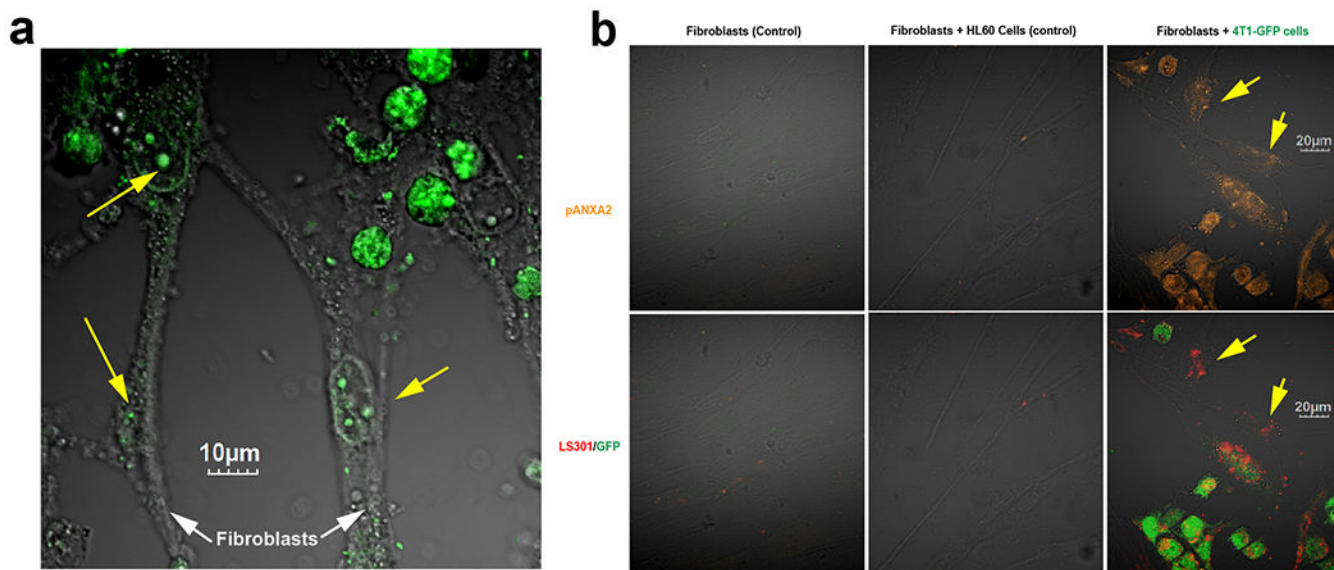 a
10µm
Fibroblasts
b
Fibroblasts (Control)
Fibroblasts + HL60 Cells (control)
Fibroblasts + 4T1-GFP cells
pANXA2
20µm
LS301/GFP
20µm